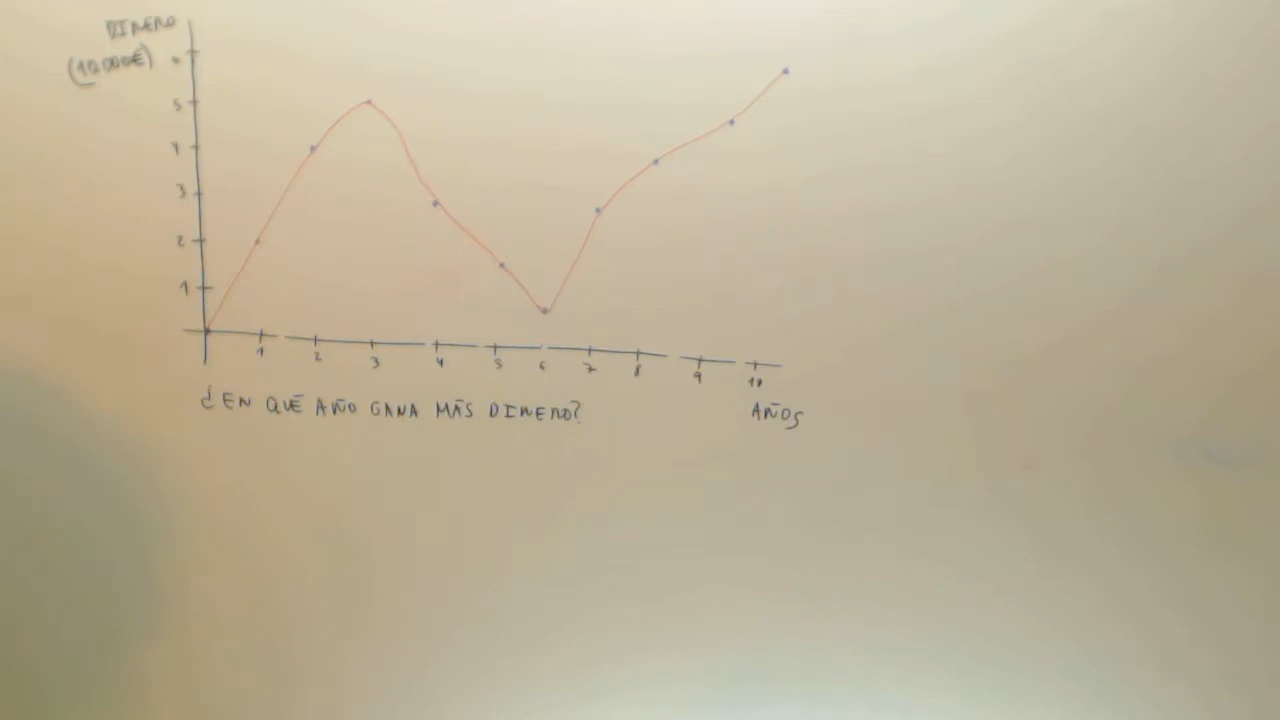 DINERO
(10.000€)
6
5
4
3
2
1
1 2 3 4 5 6 7 8 9 10
¿EN QUÉ AÑO GANA MÁS DINERO?
AÑOS